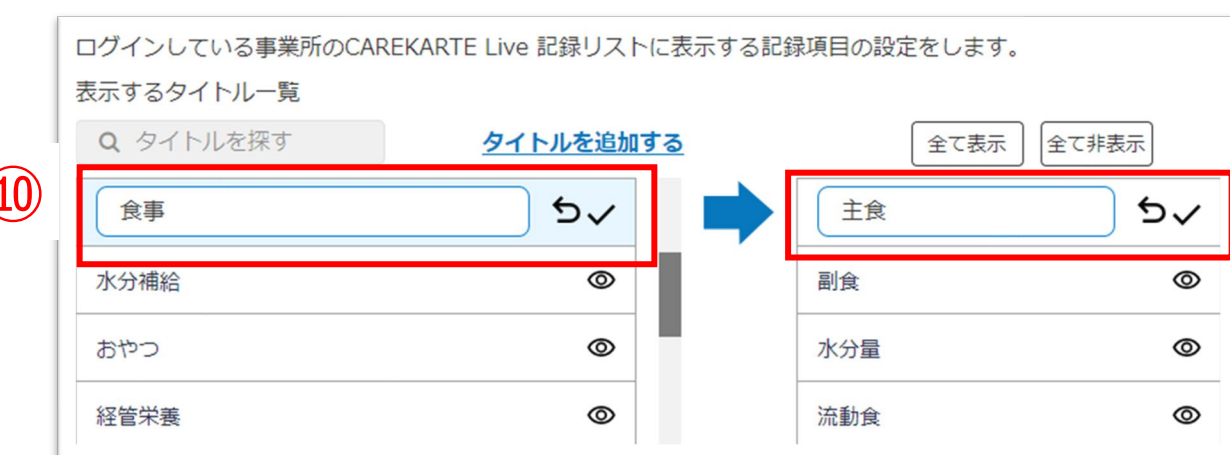 ログインしている事業所のCAREKARTE Live 記録リストに表示する記録項目の設定をします。
表示するタイトル一覧
タイトルを探す タイトルを追加する 全て表示 全て非表示
⑩ 食事 主食
水分補給 副食
おやつ 水分量
経管栄養 流動食